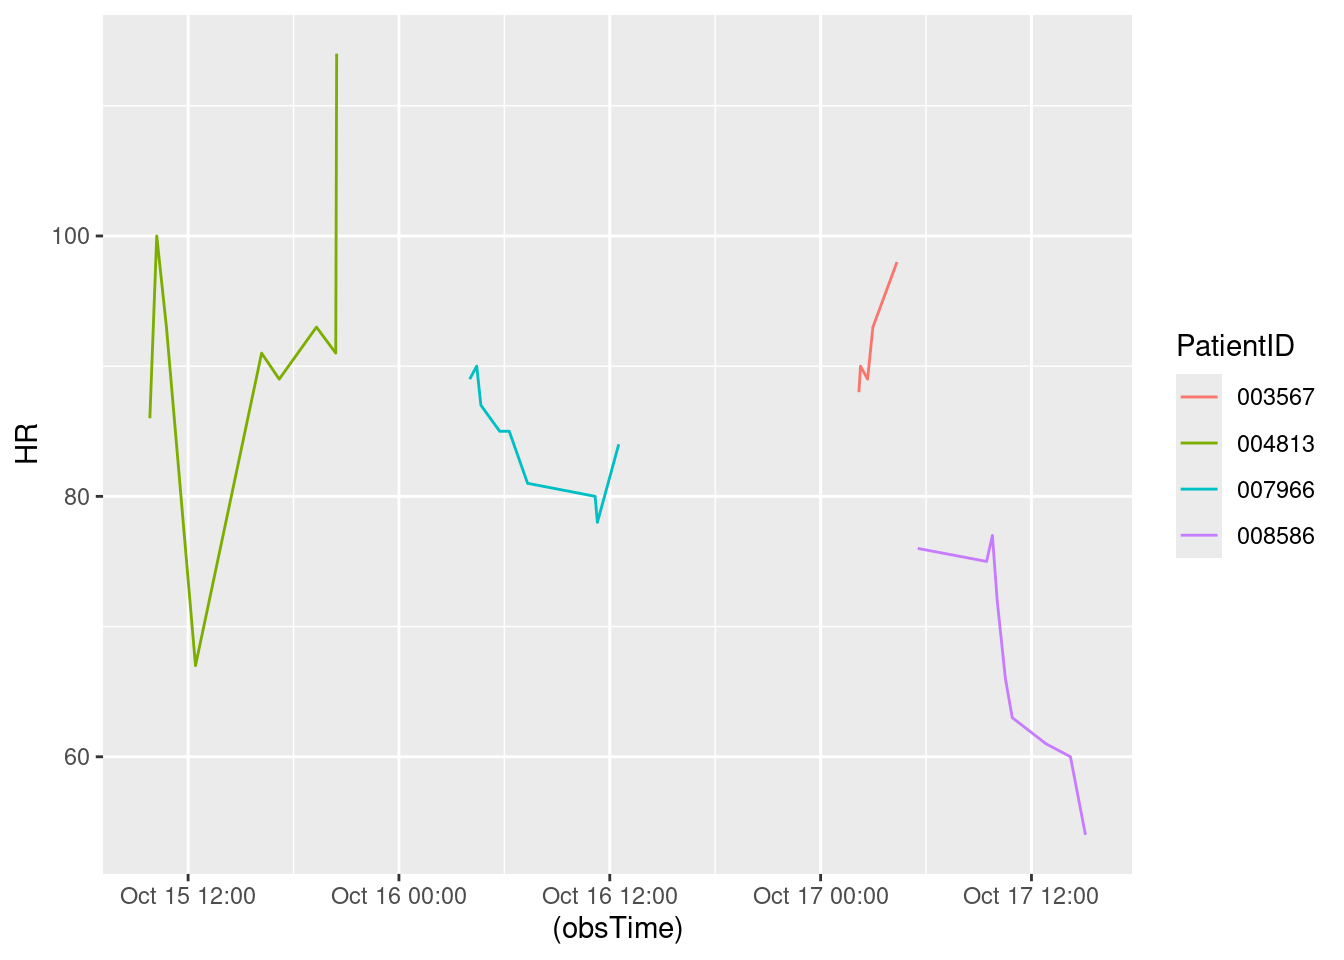 100
80
60
HR
Oct 15 12:00
Oct 16 00:00
Oct 16 12:00
Oct 17 00:00
Oct 17 12:00
(obsTime)
PatientID
003567
004813
007966
008586